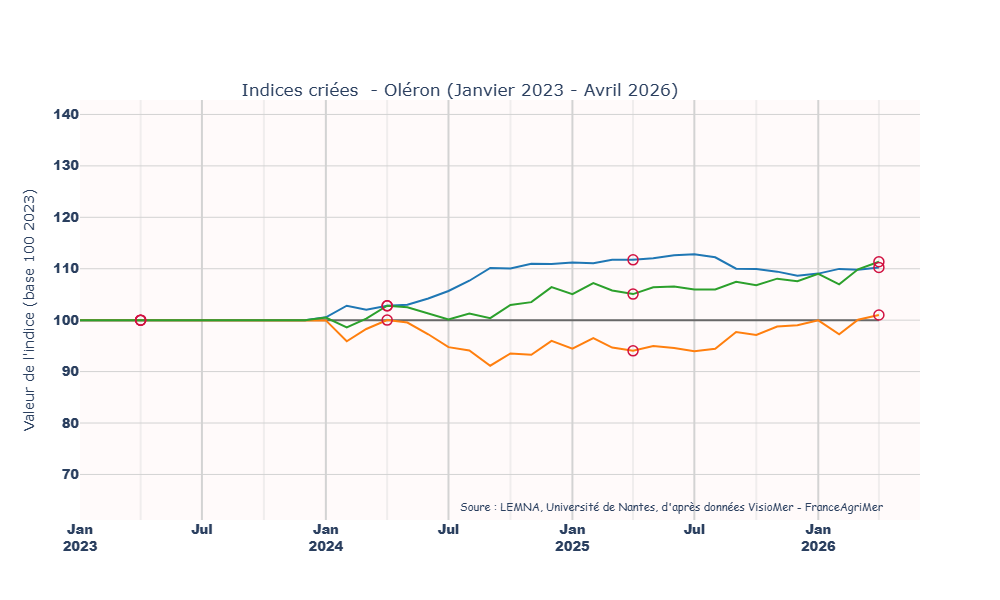 Indices criées - Oléron (Janvier 2023 - Avril 2026)
Valeur de l'indice (base 100 2023)
140
130
120
110
100
90
80
70
Soure : LEMNA, Université de Nantes, d'après données VisioMer - FranceAgriMer
Jan Jul Jan Jul Jan Jul Jan
2023 2024 2025 2026